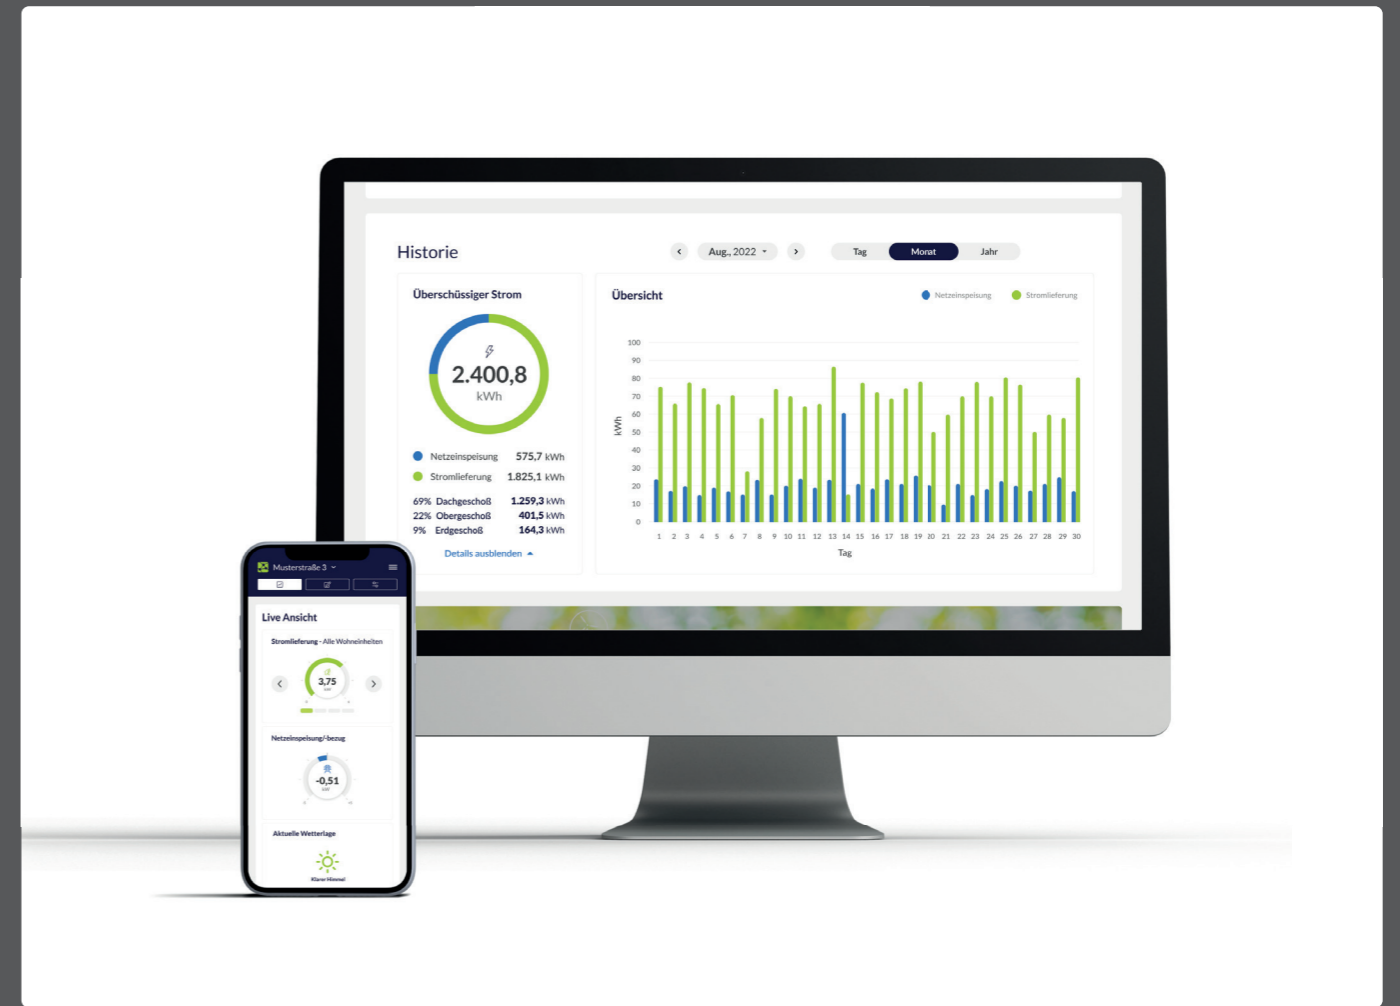 Historie
Aug., 2022
Tag Monat Jahr
Überschüssiger Strom
2.400,8
kWh
Netzeinspeisung 575,7 kWh
Stromlieferung 1.825,1 kWh
69% Dachgeschoß 1.259,3 kWh
22% Obergeschoß 401,5 kWh
9% Erdgeschoß 164,3 kWh
Details ausblenden
Übersicht
Netzeinspeisung Stromlieferung
100
90
80
70
60
50
40
30
20
10
0
kWh
1 2 3 4 5 6 7 8 9 10 11 12 13 14 15 16 17 18 19 20 21 22 23 24 25 26 27 28 29 30
Tag
Musterstraße 3
Live Ansicht
Stromlieferung - Alle Wohneinheiten
3,75
kW
Netzeinspeisung/-bezug
-0,51
kW
Aktuelle Wetterlage
Klarer Himmel